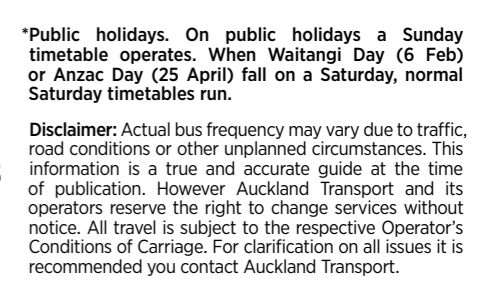 *Public holidays. On public holidays a Sunday
timetable operates. When Waitangi Day (6 Feb)
or Anzac Day (25 April) fall on a Saturday, normal
Saturday timetables run.
Disclaimer: Actual bus frequency may vary due to traffic,
road conditions or other unplanned circumstances. This
information is a true and accurate guide at the time
of publication. However Auckland Transport and its
operators reserve the right to change services without
notice. All travel is subject to the respective Operator's
Conditions of Carriage. For clarification on all issues it is
recommended you contact Auckland Transport.